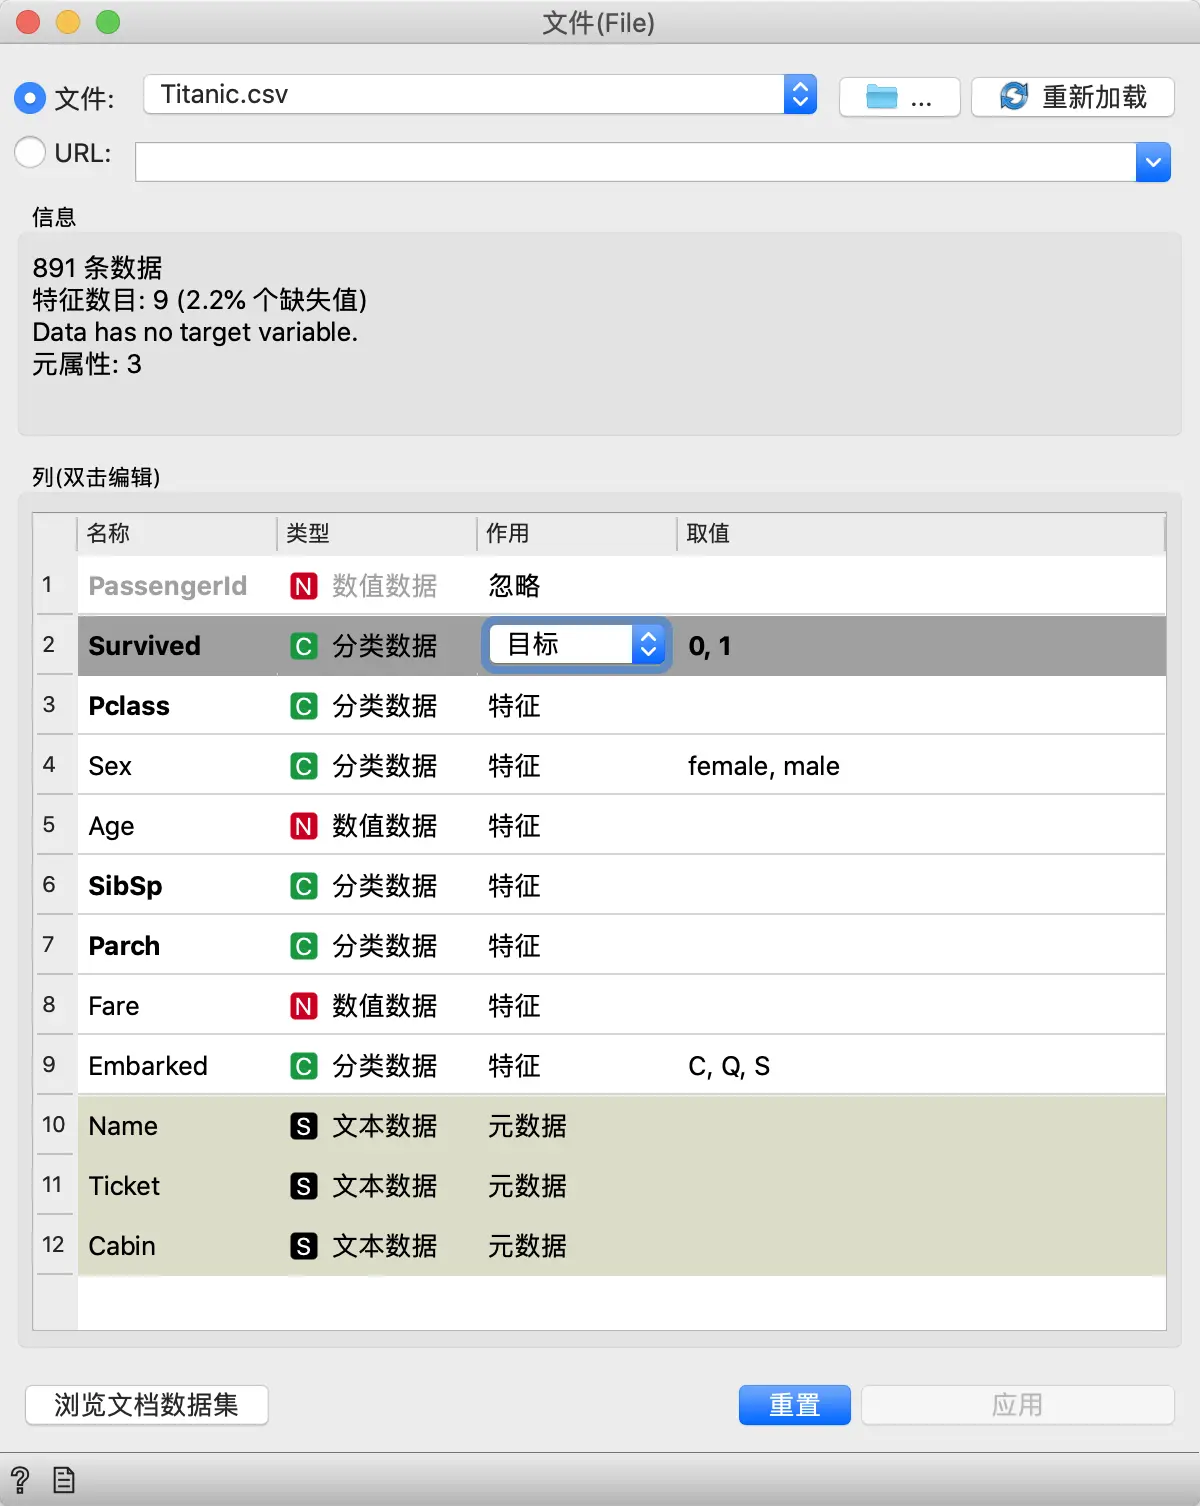 文件(File)
文件: Titanic.csv ... 重新加载
URL:
信息
891 条数据
特征数目: 9 (2.2% 个缺失值)
Data has no target variable.
元属性: 3
列(双击编辑)
名称 类型 作用 取值
1 PassengerId N 数值数据 忽略
2 Survived C 分类数据 目标 0, 1
3 Pclass C 分类数据 特征
4 Sex C 分类数据 特征 female, male
5 Age N 数值数据 特征
6 SibSp C 分类数据 特征
7 Parch C 分类数据 特征
8 Fare N 数值数据 特征
9 Embarked C 分类数据 特征 C, Q, S
10 Name S 文本数据 元数据
11 Ticket S 文本数据 元数据
12 Cabin S 文本数据 元数据
浏览文档数据集 重置 应用
?